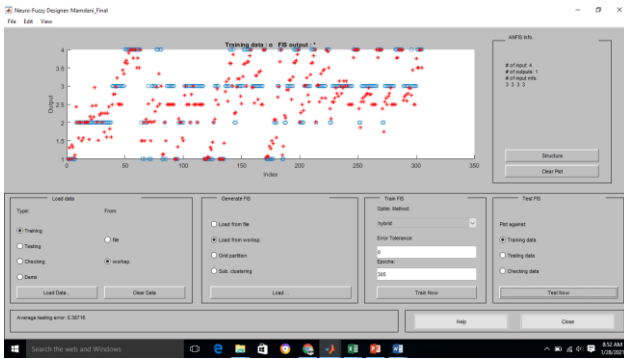 Neuro-Fuzzy Designer: Mamdani_Final
File Edit View
Training data : o FIS output : *
4
3.5
3
2.5
2
1.5
1
Output
0 50 100 150 200 250 300 350
Index
ANFIS Info
# of input: 4
# of outputs: 1
# of input mfs:
3 3 3 3
Structure
Clear Plot
Load data
Type:
From:
Training
Testing
Checking
Demo
file
worksp.
Load Data...
Clear Data
Generate FIS
Load from file
Load from worksp.
Grid partition
Sub. clustering
Load ...
Train FIS
Optim. Method:
hybrid
Error Tolerance:
0
Epochs:
305
Train Now
Test FIS
Plot against:
Training data
Testing data
Checking data
Test Now
Average testing error: 0.38716
Help
Close
Search the web and Windows
8:52 AM